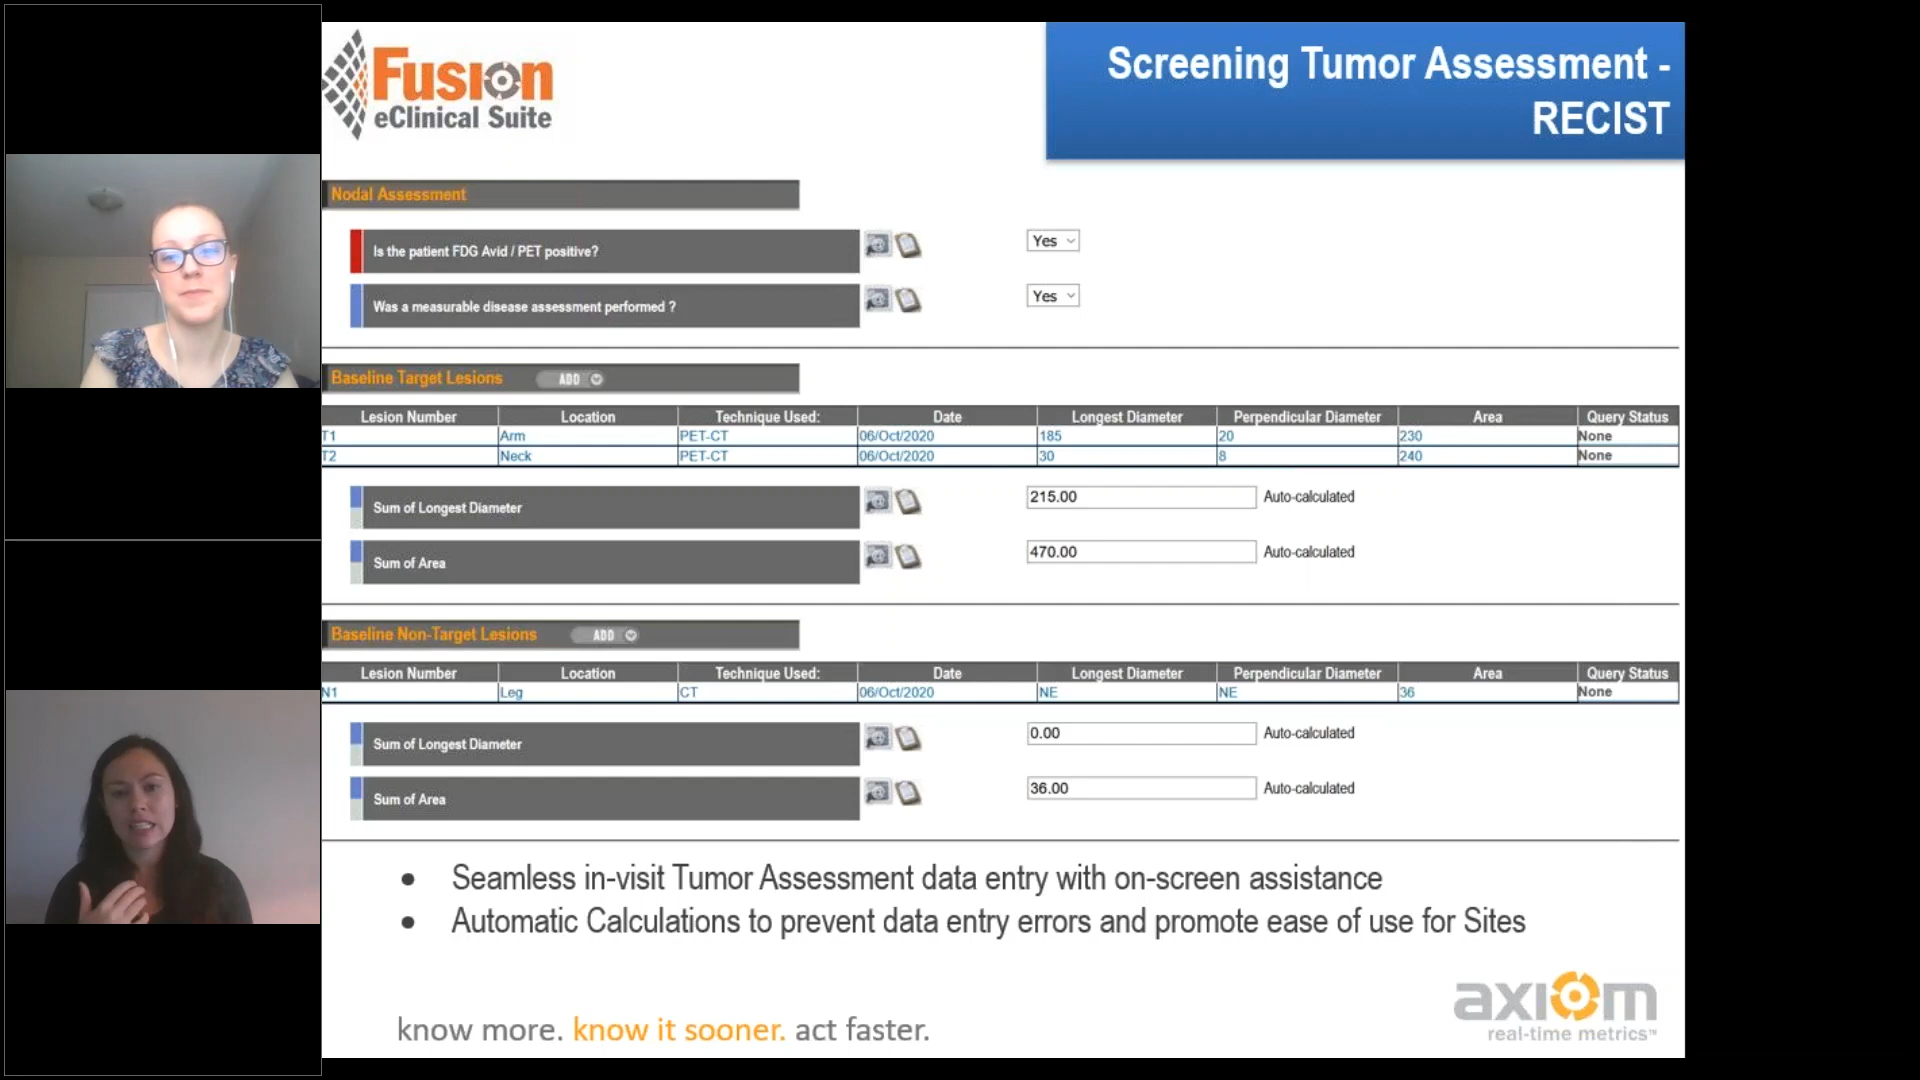 Fusion
eClinical Suite
Screening Tumor Assessment -
RECIST
Nodal Assessment
Is the patient FDG Avid / PET positive?
Yes
Was a measurable disease assessment performed ?
Yes
Baseline Target Lesions ADD
Lesion Number Location Technique Used: Date Longest Diameter Perpendicular Diameter Area Query Status
T1 Arm PET-CT 06/Oct/2020 185 20 230 None
T2 Neck PET-CT 06/Oct/2020 30 8 240 None
Sum of Longest Diameter 215.00 Auto-calculated
Sum of Area 470.00 Auto-calculated
Baseline Non-Target Lesions ADD
Lesion Number Location Technique Used: Date Longest Diameter Perpendicular Diameter Area Query Status
N1 Leg CT 06/Oct/2020 NE NE 36 None
Sum of Longest Diameter 0.00 Auto-calculated
Sum of Area 36.00 Auto-calculated
• Seamless in-visit Tumor Assessment data entry with on-screen assistance
• Automatic Calculations to prevent data entry errors and promote ease of use for Sites
know more. know it sooner. act faster.
axiom
real-time metrics™